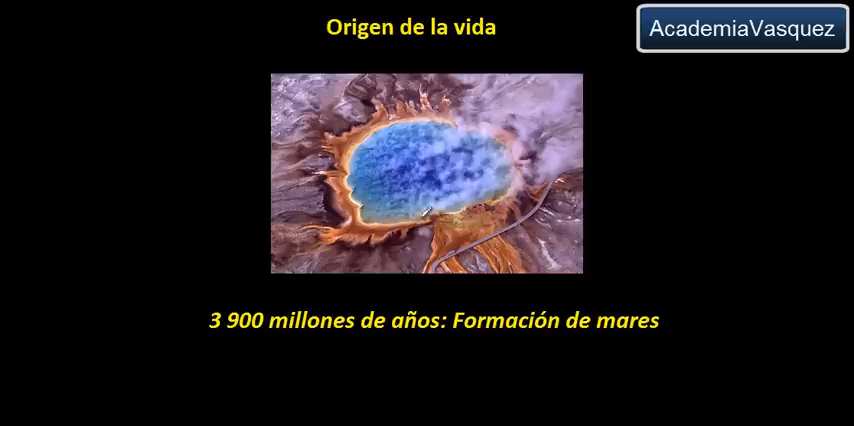 Origen de la vida
AcademiaVasquez
3 900 millones de años: Formación de mares